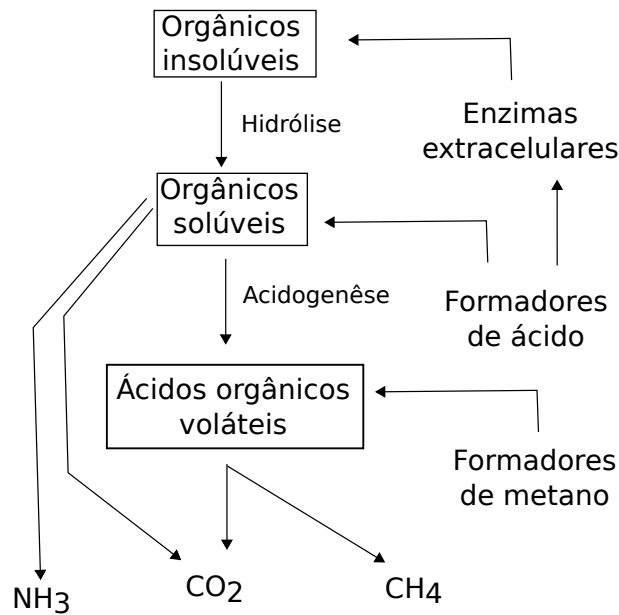 Orgânicos
insolúveis
Hidrólise
Enzimas
extracelulares
Orgânicos
solúveis
Acidogenêse
Formadores
de ácido
Ácidos orgânicos
voláteis
Formadores
de metano
NH3
CO2
CH4